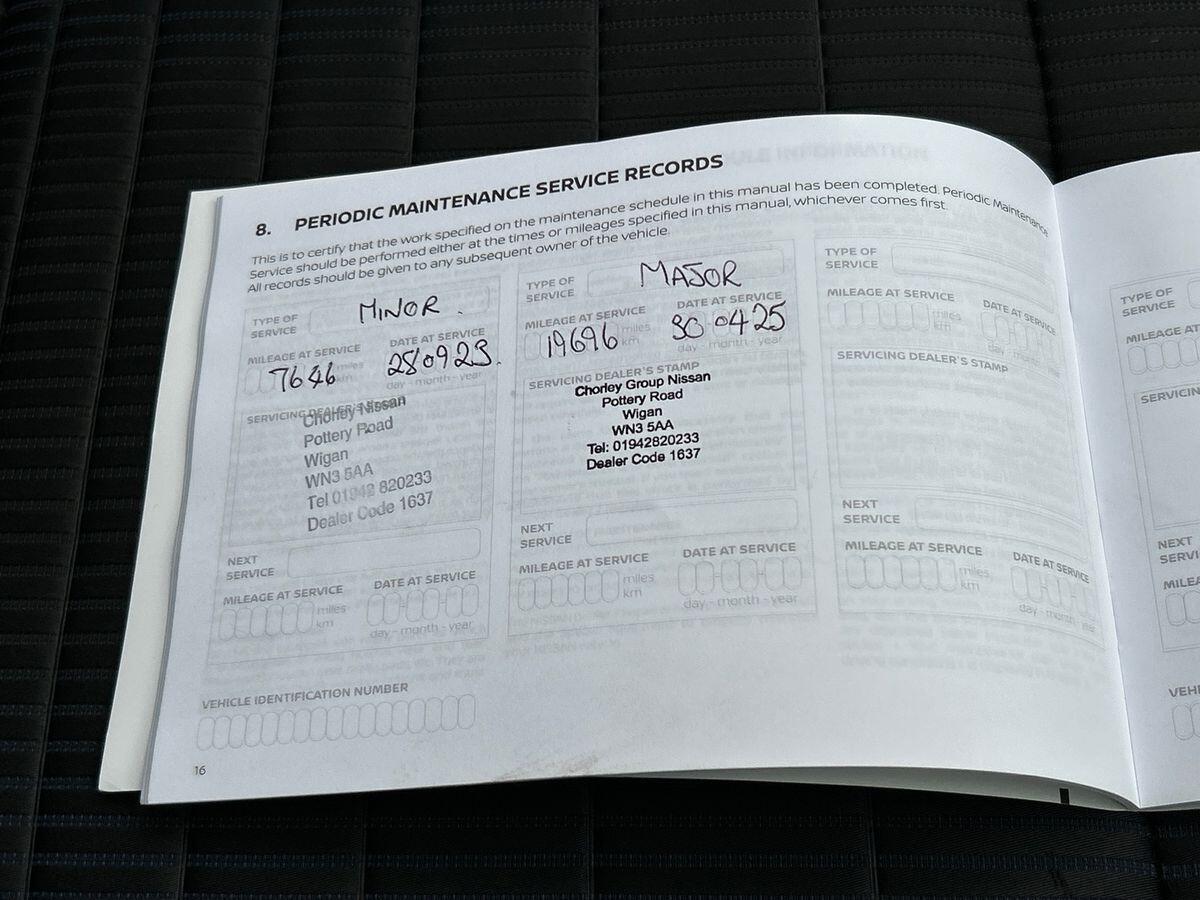 8. PERIODIC MAINTENANCE SERVICE RECORDS
This is to certify that the work specified on the maintenance schedule in this manual has been completed. Periodic Maintenance
Service should be performed either at the times or mileages specified in this manual, whichever comes first.
All records should be given to any subsequent owner of the vehicle.
TYPE OF
SERVICE
MINOR.
MILEAGE AT SERVICE
DATE AT SERVICE
7646
miles
km
280923.
day - month - year
SERVICING DEALER'S STAMP
Chorley Nissan
Pottery Road
Wigan
WN3 5AA
Tel 01942 820233
Dealer Code 1637
NEXT
SERVICE
MILEAGE AT SERVICE
DATE AT SERVICE
miles
km
day - month - year
TYPE OF
SERVICE
MAJOR
MILEAGE AT SERVICE
DATE AT SERVICE
19696
miles
km
300425
day - month - year
SERVICING DEALER'S STAMP
Chorley Group Nissan
Pottery Road
Wigan
WN3 5AA
Tel: 01942820233
Dealer Code 1637
NEXT
SERVICE
MILEAGE AT SERVICE
DATE AT SERVICE
miles
km
day - month - year
TYPE OF
SERVICE
MILEAGE AT SERVICE
DATE AT SERVICE
miles
km
day - month - year
SERVICING DEALER'S STAMP
NEXT
SERVICE
MILEAGE AT SERVICE
DATE AT SERVICE
miles
km
day - month - year
VEHICLE IDENTIFICATION NUMBER
16
TYPE OF
SERVICE
MILEAGE AT
SERVICIN
NEXT
SERVI
MILEA
VEHI